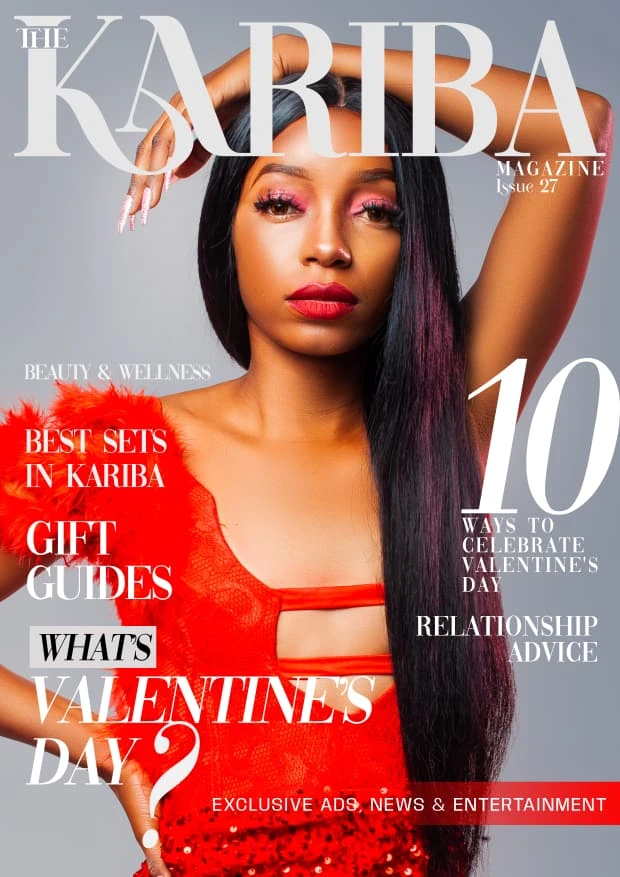 THE
KARIBA
MAGAZINE
Issue 27
BEAUTY & WELLNESS
BEST SETS
IN KARIBA
GIFT
GUIDES
WHAT'S
VALENTINE'S
DAY?
10
WAYS TO
CELEBRATE
VALENTINE'S
DAY
RELATIONSHIP
ADVICE
EXCLUSIVE ADS, NEWS & ENTERTAINMENT